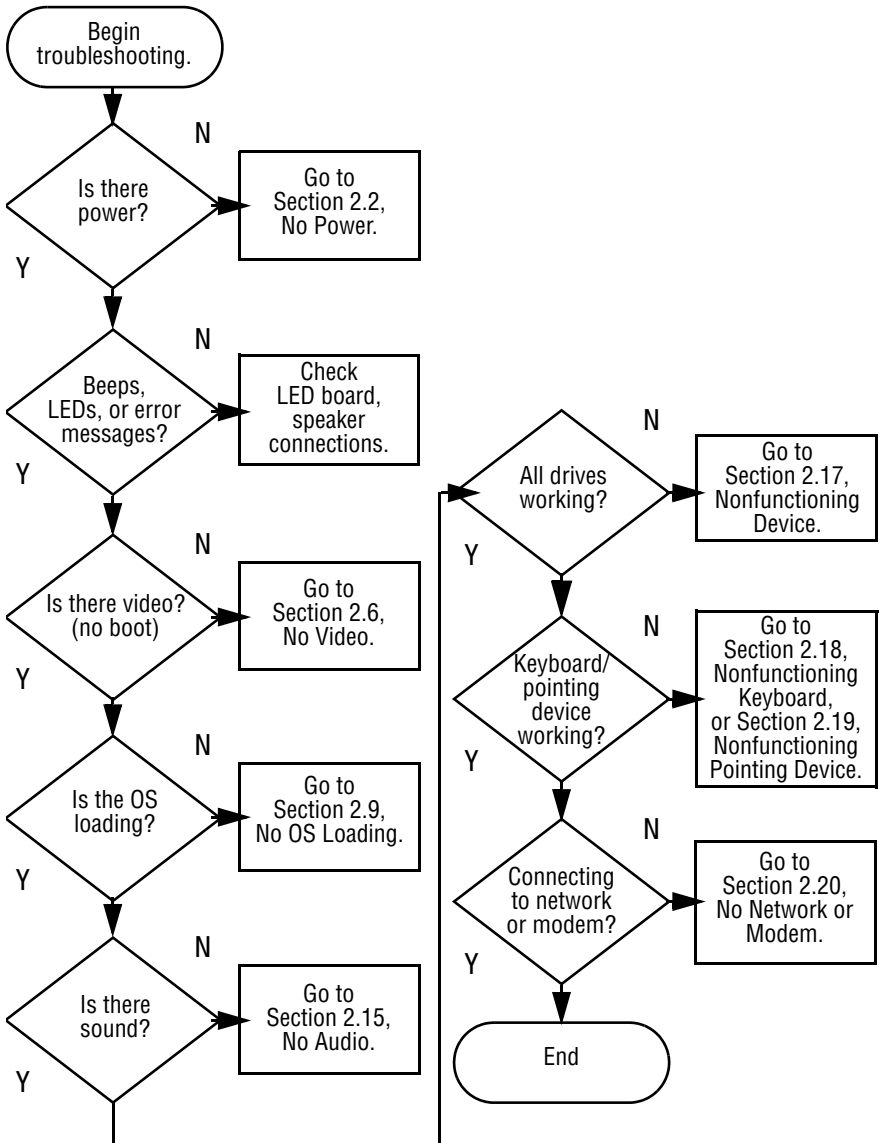 Begin
troubleshooting.
N
Is there
power?
Go to
Section 2.2,
No Power.
Y
N
Beeps,
LEDs, or error
messages?
Check
LED board,
speaker
connections.
Y
N
Is there video?
(no boot)
Go to
Section 2.6,
No Video.
Y
N
Is the OS
loading?
Go to
Section 2.9,
No OS Loading.
Y
N
Is there
sound?
Go to
Section 2.15,
No Audio.
Y
N
All drives
working?
Go to
Section 2.17,
Nonfunctioning
Device.
Y
N
Keyboard/
pointing
device
working?
Go to
Section 2.18,
Nonfunctioning
Keyboard,
or Section 2.19,
Nonfunctioning
Pointing Device.
Y
N
Connecting
to network
or modem?
Go to
Section 2.20,
No Network or
Modem.
Y
End